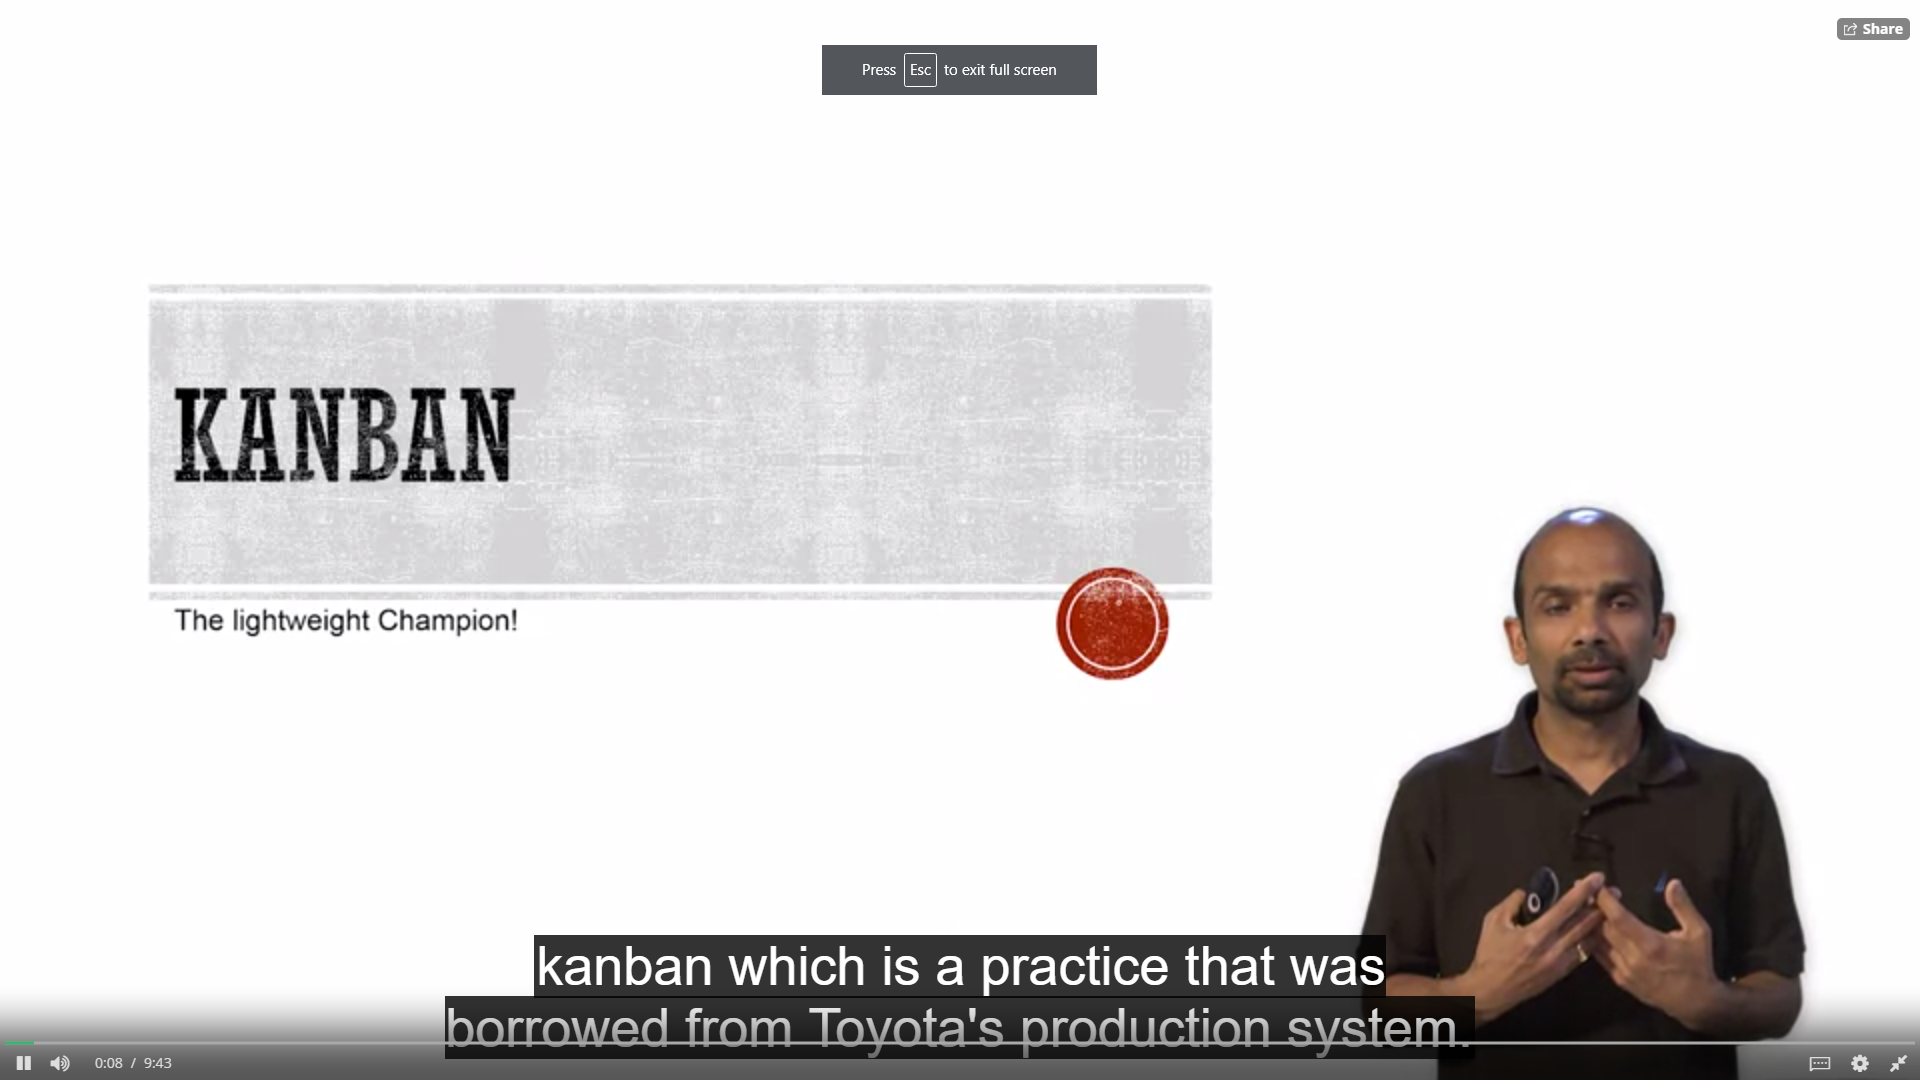 Share
Press Esc to exit full screen
KANBAN
The lightweight Champion!
kanban which is a practice that was
borrowed from Toyota's production system.
0:08 / 9:43